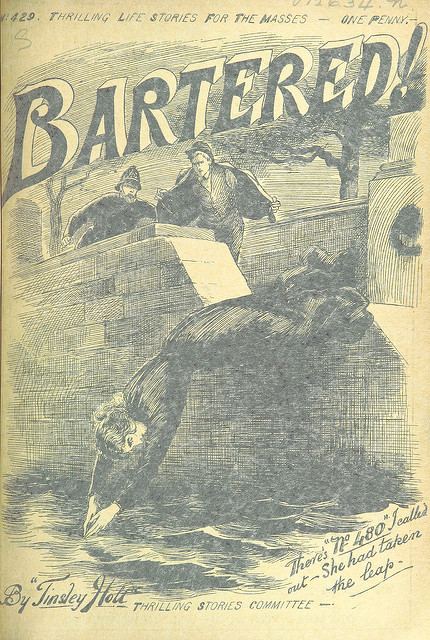 No 429. THRILLING LIFE STORIES FOR THE MASSES — ONE PENNY.—
BARTERED!
There's "No 480" I called
out — She had taken
the leap.—
By "Tinsley Holt"
THRILLING STORIES COMMITTEE —.